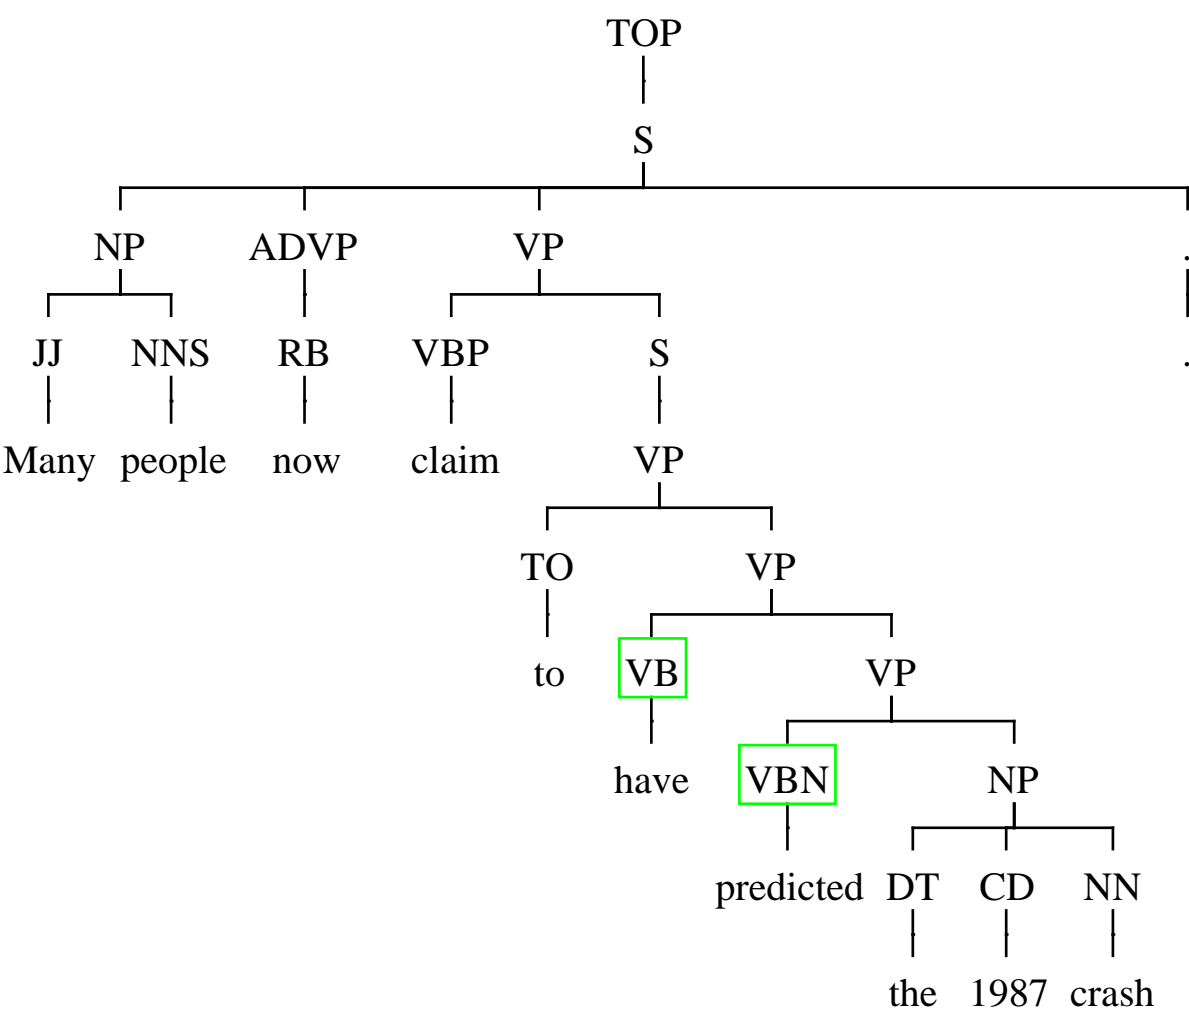 TOP
S
NP ADVP VP .
JJ NNS RB VBP S .
Many people now claim VP
TO VP
to VB VP
have VBN NP
predicted DT CD NN
the 1987 crash